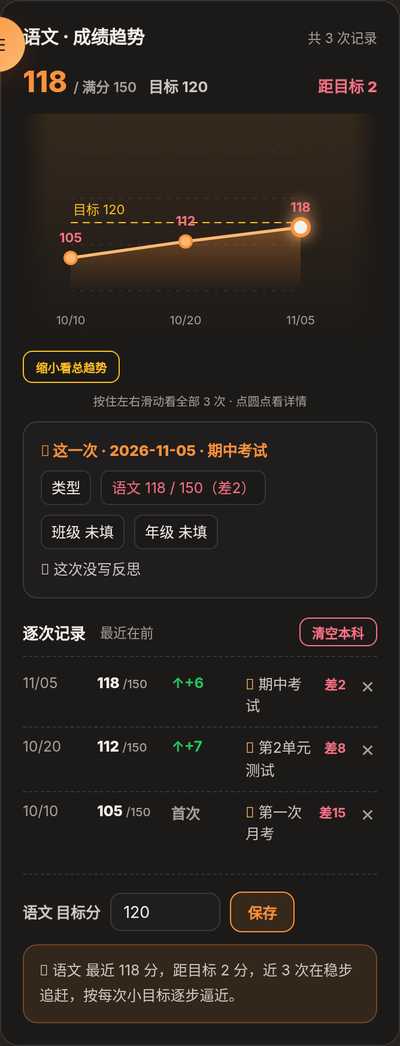 语文 · 成绩趋势 共 3 次记录
118 / 满分 150 目标 120 距目标 2
目标 120
118
112
105
10/10 10/20 11/05
缩小看总趋势
按住左右滑动看全部 3 次 · 点圆点看详情
这一次 · 2026-11-05 · 期中考试
类型 语文 118 / 150（差2）
班级 未填 年级 未填
这次没写反思
逐次记录 最近在前 清空本科
11/05 118 /150 ↑+6 期中考 差2 ✕
试
10/20 112 /150 ↑+7 第2单元 差8 ✕
测试
10/10 105 /150 首次 第一次 差15 ✕
月考
语文 目标分 120 保存
语文 最近 118 分，距目标 2 分，近 3 次在稳步
追赶，按每次小目标逐步逼近。